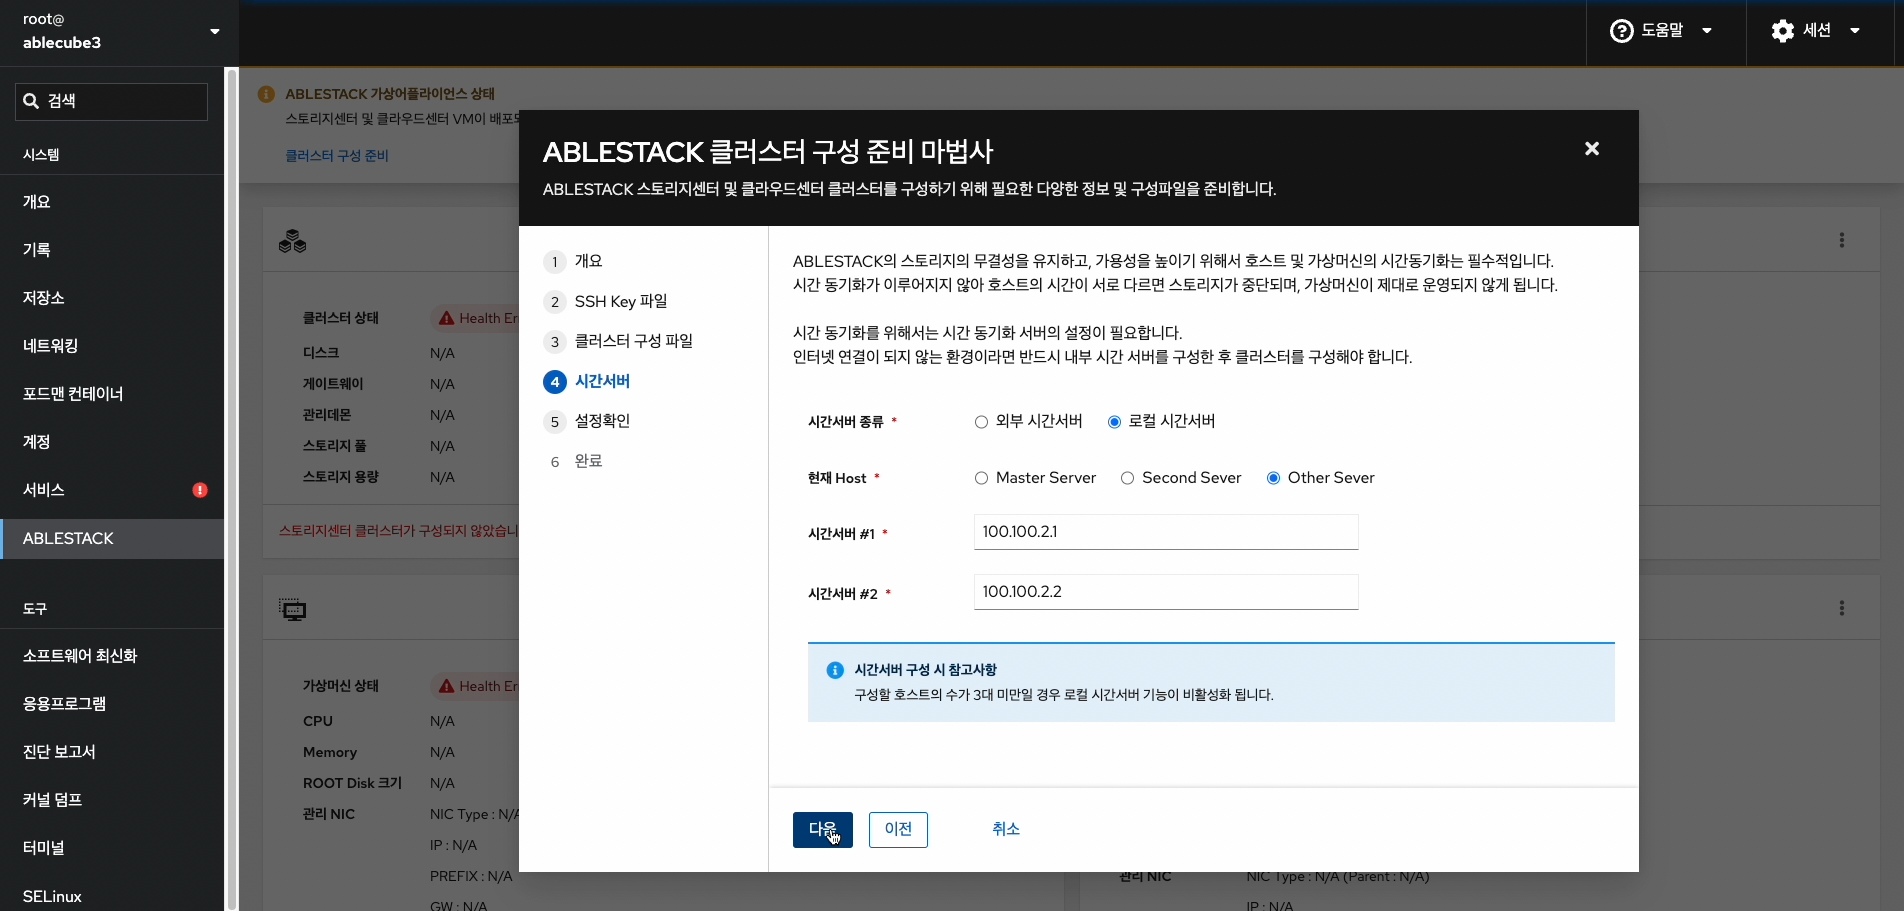 root@
ablecube3
도움말
세션
검색
시스템
개요
기록
저장소
네트워킹
포드맨 컨테이너
계정
서비스
ABLESTACK
도구
소프트웨어 최신화
응용프로그램
진단 보고서
커널 덤프
터미널
SELinux
ABLESTACK 가상어플라이언스 상태
스토리지센터 및 클라우드센터 VM이 배포되
클러스터 구성 준비
클러스터 상태
Health Er
디스크 N/A
게이트웨이 N/A
관리데몬 N/A
스토리지 풀 N/A
스토리지 용량 N/A
스토리지센터 클러스터가 구성되지 않았습니
가상머신 상태
Health Er
CPU N/A
Memory N/A
ROOT Disk 크기 N/A
관리 NIC NIC Type : N/A
IP : N/A
PREFIX : N/A
GW : N/A
ABLESTACK 클러스터 구성 준비 마법사
ABLESTACK 스토리지센터 및 클라우드센터 클러스터를 구성하기 위해 필요한 다양한 정보 및 구성파일을 준비합니다.
1 개요
2 SSH Key 파일
3 클러스터 구성 파일
4 시간서버
5 설정확인
6 완료
ABLESTACK의 스토리지의 무결성을 유지하고, 가용성을 높이기 위해서 호스트 및 가상머신의 시간동기화는 필수적입니다.
시간 동기화가 이루어지지 않아 호스트의 시간이 서로 다르면 스토리지가 중단되며, 가상머신이 제대로 운영되지 않게 됩니다.
시간 동기화를 위해서는 시간 동기화 서버의 설정이 필요합니다.
인터넷 연결이 되지 않는 환경이라면 반드시 내부 시간 서버를 구성한 후 클러스터를 구성해야 합니다.
시간서버 종류 * 외부 시간서버 로컬 시간서버
현재 Host * Master Server Second Sever Other Sever
시간서버 #1 * 100.100.2.1
시간서버 #2 * 100.100.2.2
시간서버 구성 시 참고사항
구성할 호스트의 수가 3대 미만일 경우 로컬 시간서버 기능이 비활성화 됩니다.
다음 이전 취소
관리 NIC NIC Type : N/A (Parent : N/A)
IP : N/A